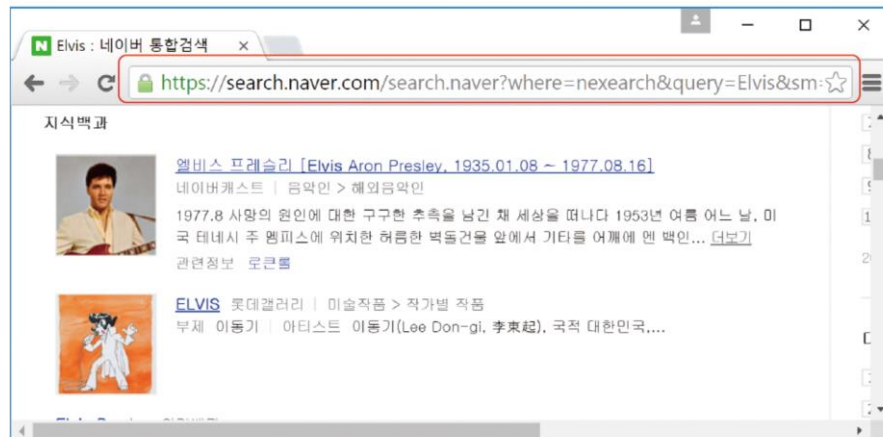 Elvis : 네이버 통합검색
https://search.naver.com/search.naver?where=nexearch&query=Elvis&sm=
지식백과
엘비스 프레슬리 [Elvis Aron Presley, 1935.01.08 ~ 1977.08.16]
네이버캐스트 | 음악인 > 해외음악인
1977.8 사망의 원인에 대한 구구한 추측을 남긴 채 세상을 떠나다 1953년 여름 어느 날, 미
국 테네시 주 멤피스에 위치한 허름한 벽돌건물 앞에서 기타를 어깨에 멘 백인... 더보기
관련정보 로큰롤
ELVIS 롯데갤러리 | 미술작품 > 작가별 작품
부제 이동기 | 아티스트 이동기(Lee Don-gi, 李東起), 국적 대한민국,...